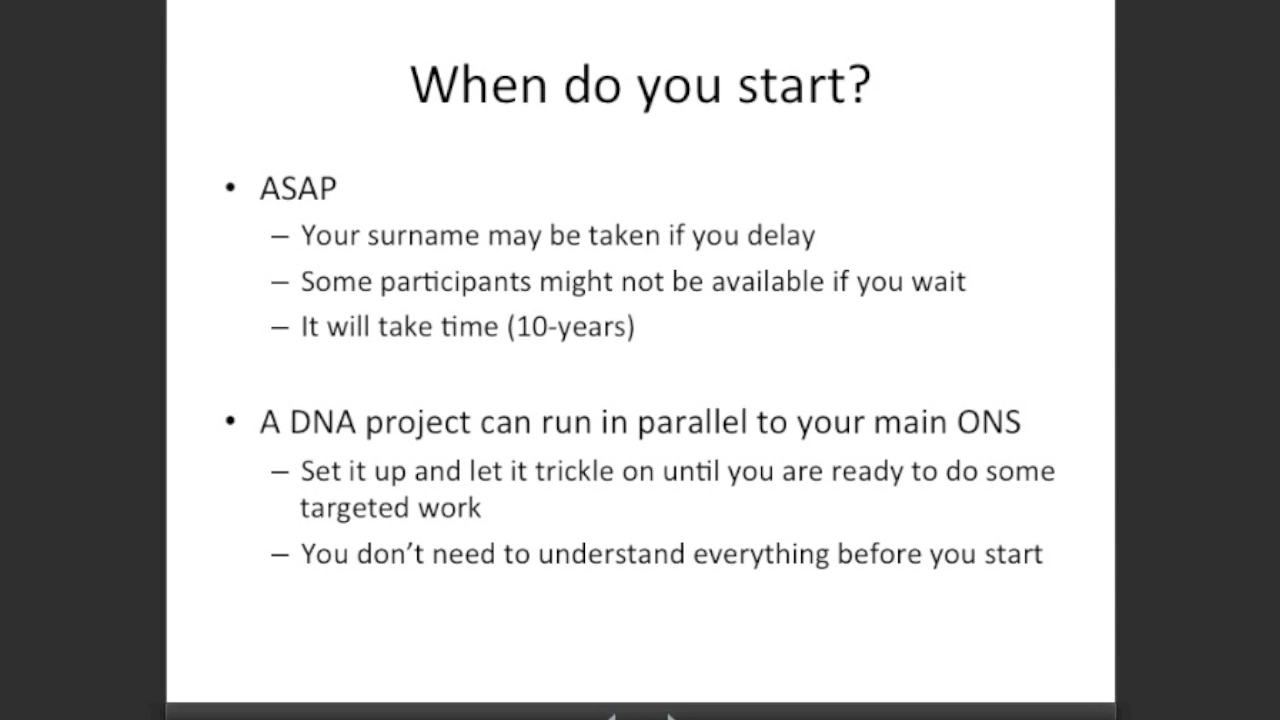 When do you start?
• ASAP
– Your surname may be taken if you delay
– Some participants might not be available if you wait
– It will take time (10-years)
• A DNA project can run in parallel to your main ONS
– Set it up and let it trickle on until you are ready to do some
targeted work
– You don’t need to understand everything before you start